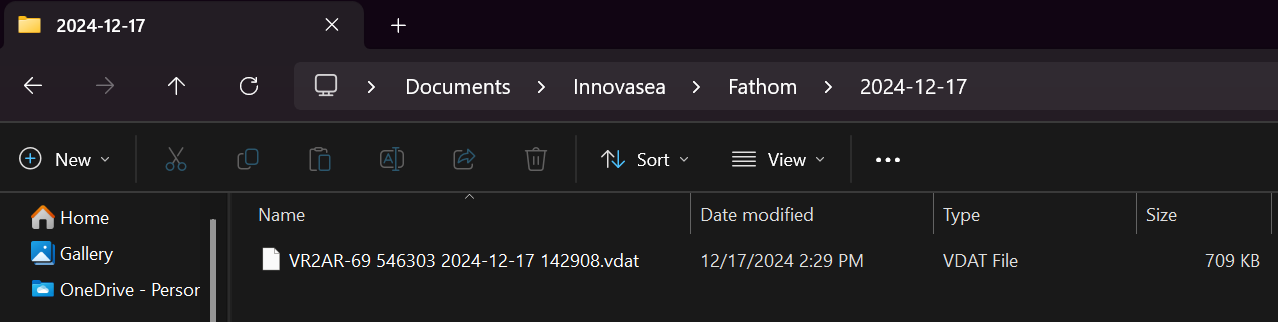 2024-12-17
Documents > Innovasea > Fathom > 2024-12-17
New Sort View
Home
Gallery
OneDrive - Person
Name Date modified Type Size
VR2AR-69 546303 2024-12-17 142908.vdat 12/17/2024 2:29 PM VDAT File 709 KB